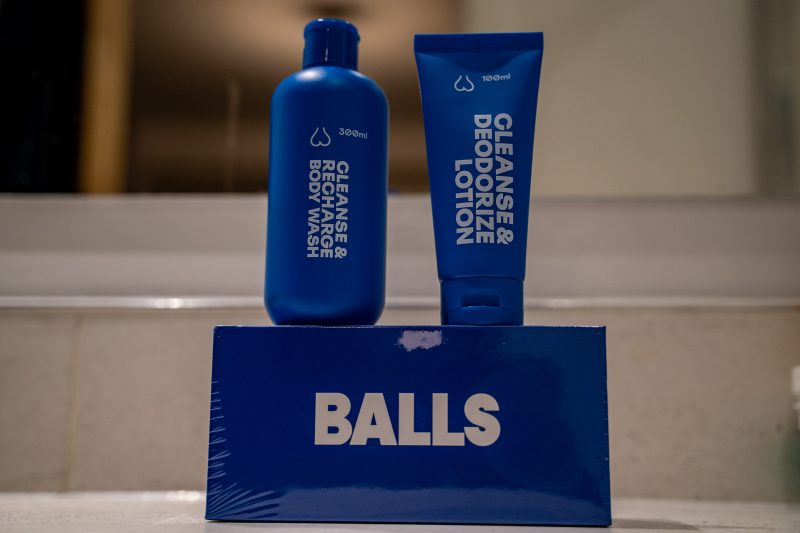 300ml
CLEANSE &
RECHARGE
BODY WASH
100ml
CLEANSE &
DEODORIZE
LOTION
BALLS